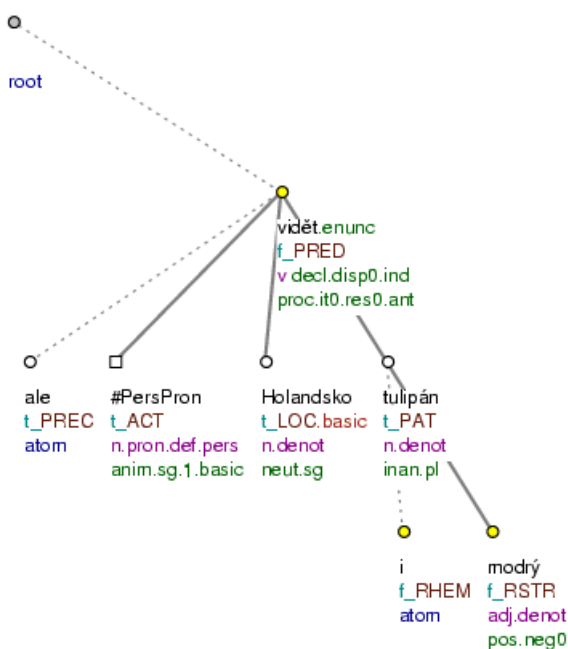 root
vidět.enunc
f_PRED
v decl.disp0.ind
proc.it0.res0.ant
ale
t_PREC
atom
#PersPron
t_ACT
n.pron.def.pers
anim.sg.1.basic
Holandsko
t_LOC.basic
n.denot
neut.sg
tulipán
t_PAT
n.denot
inan.pl
i
f_RHEM
atom
modrý
f_RSTR
adj.denot
pos.neg0